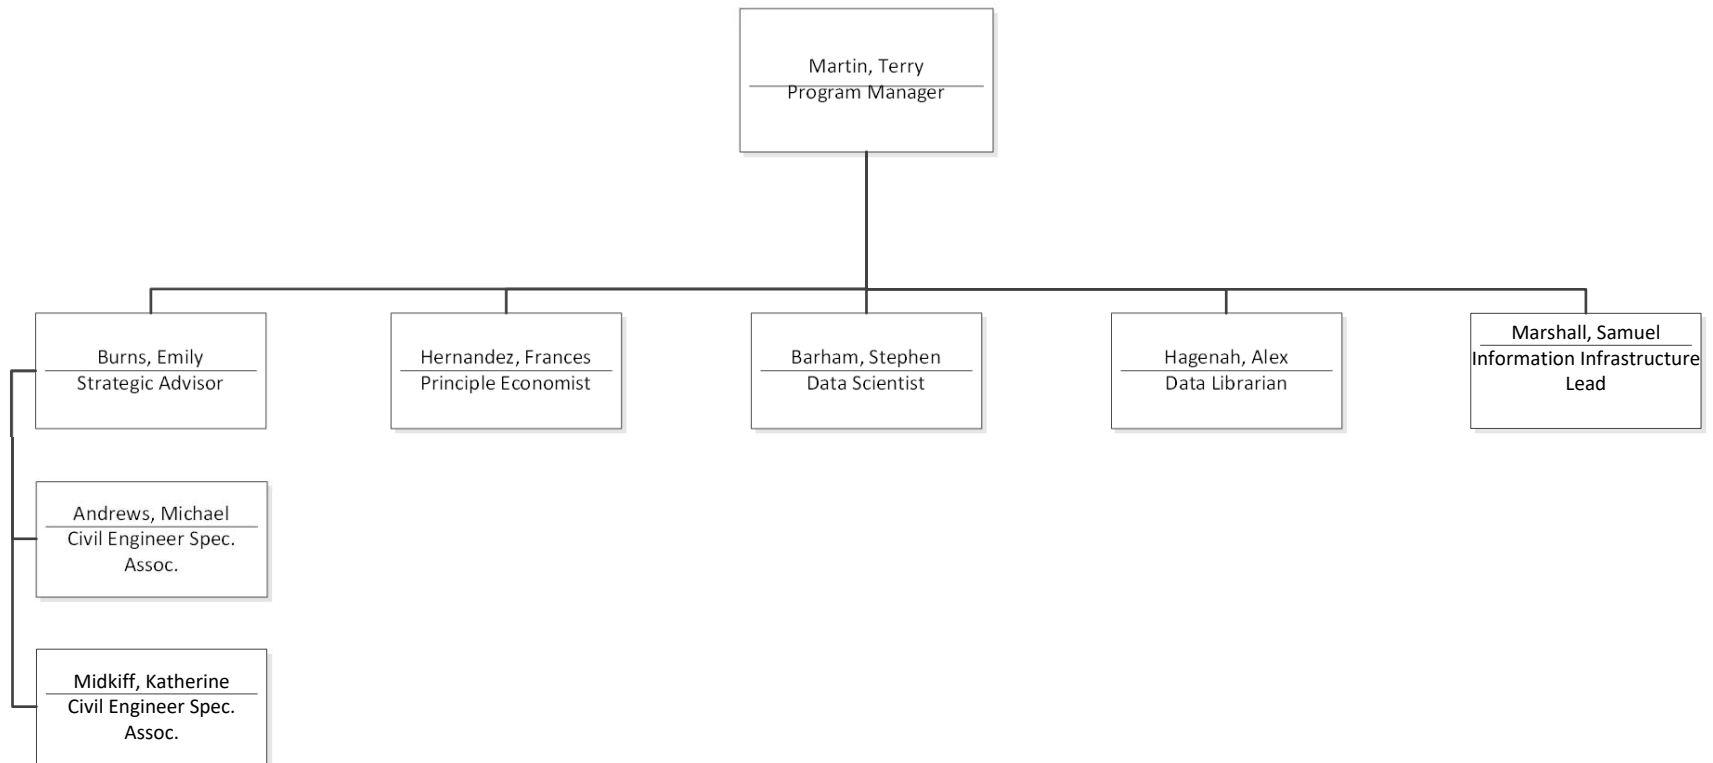 Martin, Terry
Program Manager
Burns, Emily
Strategic Advisor
Hernandez, Frances
Principle Economist
Barham, Stephen
Data Scientist
Hagenah, Alex
Data Librarian
Marshall, Samuel
Information Infrastructure
Lead
Andrews, Michael
Civil Engineer Spec.
Assoc.
Midkiff, Katherine
Civil Engineer Spec.
Assoc.